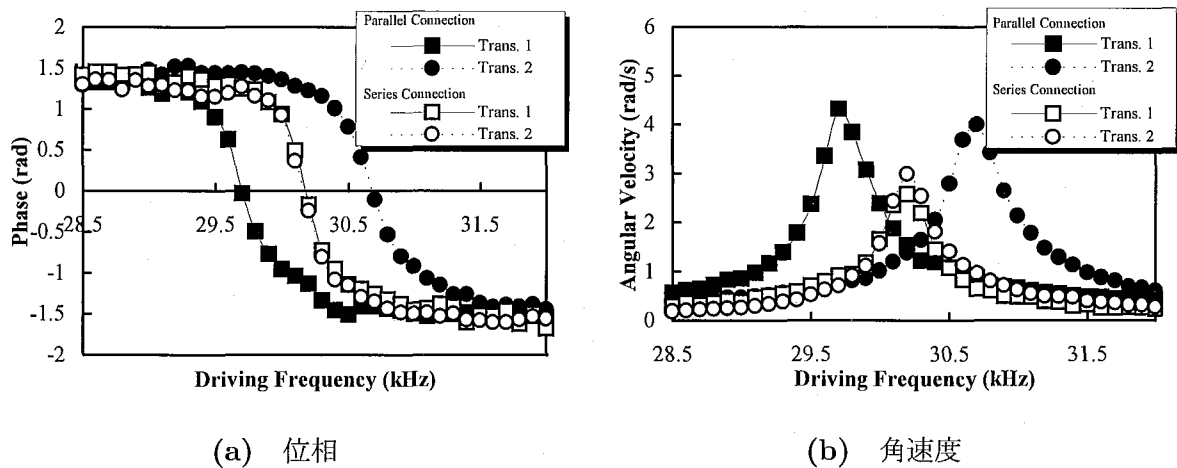 2
1.5
1
0.5
0
-0.5
-1
-1.5
-2
Phase (rad)
28.5
29.5
30.5
31.5
Driving Frequency (kHz)
Parallel Connection
Trans. 1
Trans. 2
Series Connection
Trans. 1
Trans. 2
(a) 位相
6
5
4
3
2
1
0
Angular Velocity (rad/s)
28.5
29.5
30.5
31.5
Driving Frequency (kHz)
Parallel Connection
Trans. 1
Trans. 2
Series Connection
Trans. 1
Trans. 2
(b) 角速度